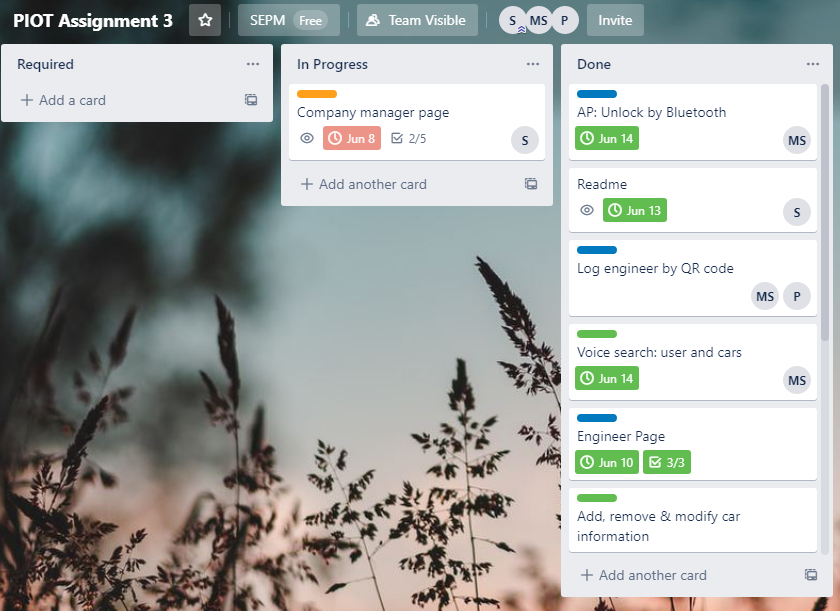 PIOT Assignment 3
SEPM Free
Team Visible
S MS P
Invite
Required
Add a card
In Progress
Company manager page
Jun 8 2/5
S
Add another card
Done
AP: Unlock by Bluetooth
Jun 14
MS
Readme
Jun 13
S
Log engineer by QR code
MS P
Voice search: user and cars
Jun 14
MS
Engineer Page
Jun 10 3/3
Add, remove & modify car
information
Add another card